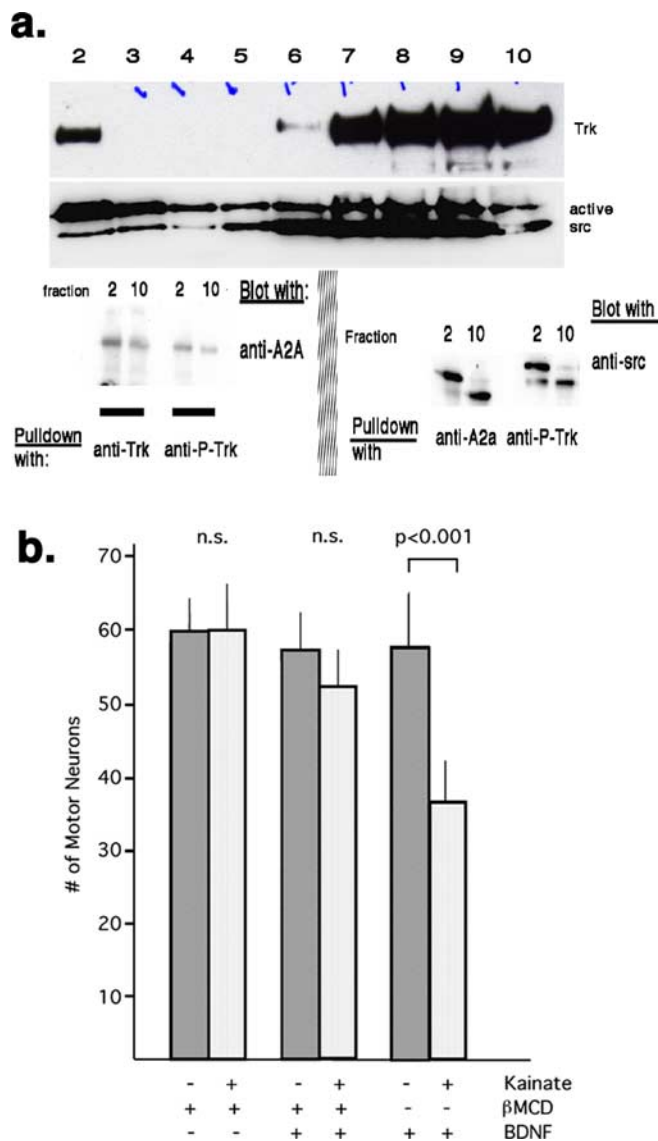 a.
2 3 4 5 6 7 8 9 10
Trk
active
src
fraction 2 10 2 10 Blot with:
anti-A2A
Pulldown
with: anti-Trk anti-P-Trk
Blot with
Fraction 2 10 2 10
anti-src
Pulldown
with anti-A2a anti-P-Trk
b.
n.s. n.s. p<0.001
70
60
50
40
30
20
10
# of Motor Neurons
- + - + - + Kainate
+ + + + - - βMCD
- - + + + + BDNF